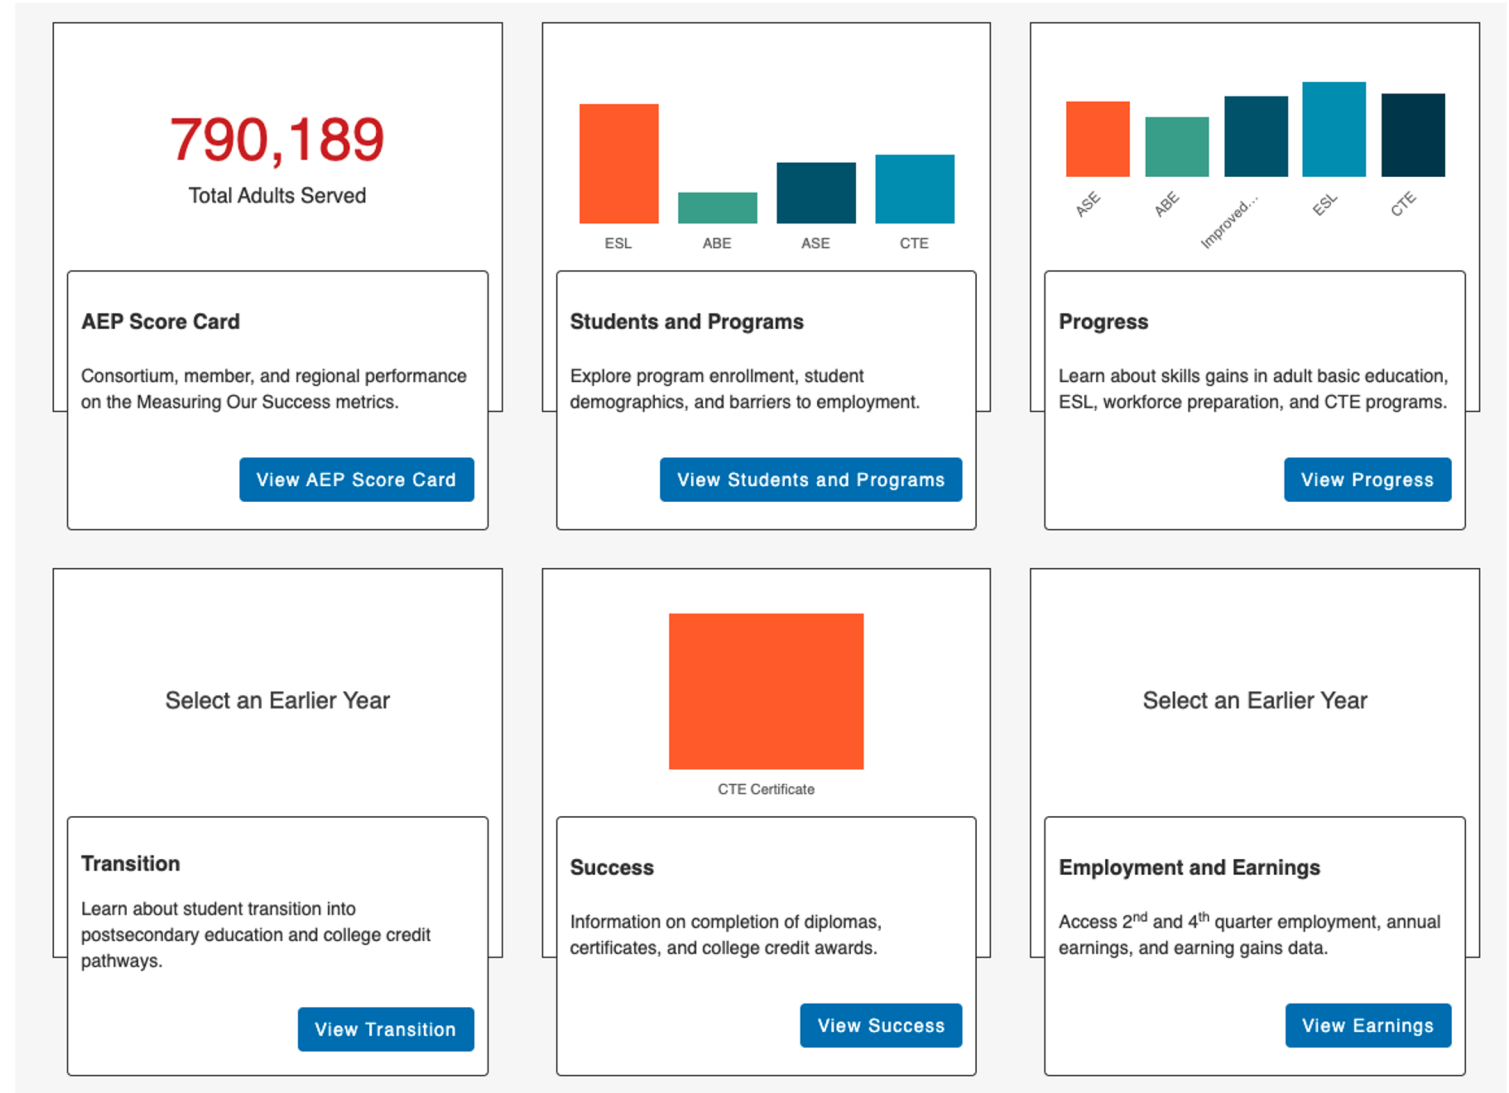 790,189
Total Adults Served
AEP Score Card
Consortium, member, and regional performance
on the Measuring Our Success metrics.
View AEP Score Card
ESL ABE ASE CTE
Students and Programs
Explore program enrollment, student
demographics, and barriers to employment.
View Students and Programs
ASE ABE Improved... ESL CTE
Progress
Learn about skills gains in adult basic education,
ESL, workforce preparation, and CTE programs.
View Progress
Select an Earlier Year
Transition
Learn about student transition into
postsecondary education and college credit
pathways.
View Transition
CTE Certificate
Success
Information on completion of diplomas,
certificates, and college credit awards.
View Success
Select an Earlier Year
Employment and Earnings
Access 2nd and 4th quarter employment, annual
earnings, and earning gains data.
View Earnings